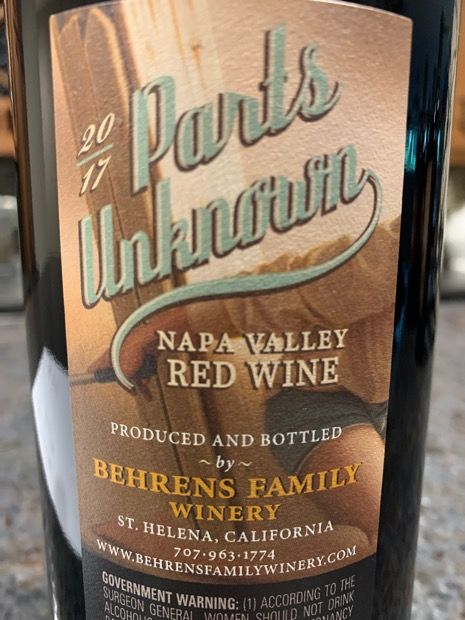 20
17
Parts
Unknown
NAPA VALLEY
RED WINE
PRODUCED AND BOTTLED
~by~
BEHRENS FAMILY
WINERY
ST. HELENA, CALIFORNIA
707·963·1774
WWW.BEHRENSFAMILYWINERY.COM
GOVERNMENT WARNING: (1) ACCORDING TO THE
SURGEON GENERAL, WOMEN SHOULD NOT DRINK